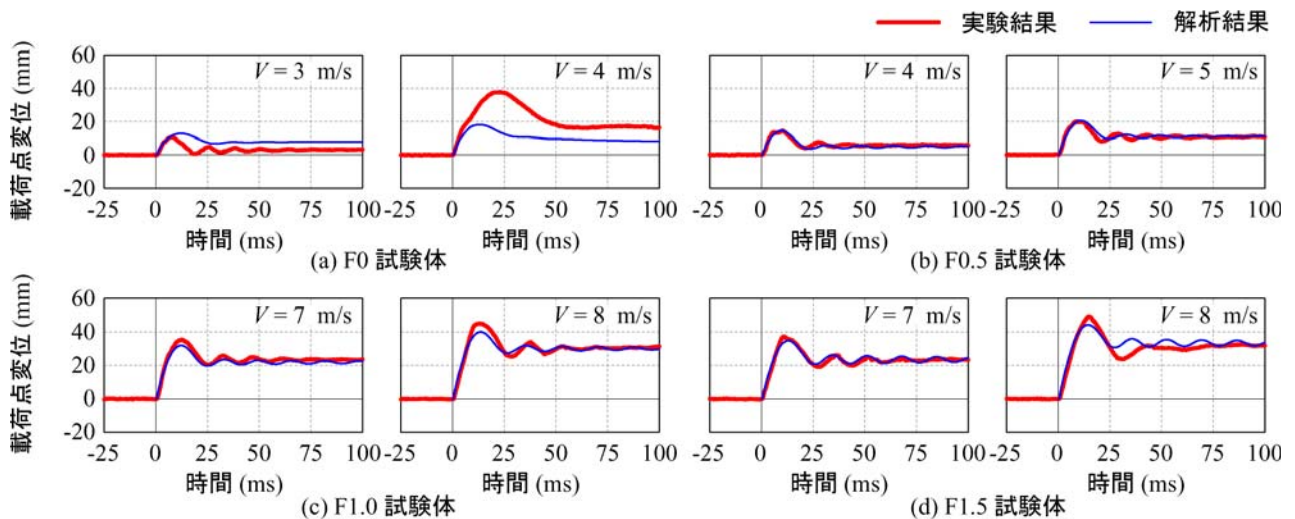 実験結果 解析結果
載荷点変位 (mm)
60
40
20
0
-20
V = 3 m/s
V = 4 m/s
V = 4 m/s
V = 5 m/s
-25 0 25 50 75 100
-25 0 25 50 75 100
-25 0 25 50 75 100
-25 0 25 50 75 100
時間 (ms)
時間 (ms)
時間 (ms)
時間 (ms)
(a) F0 試験体
(b) F0.5 試験体
載荷点変位 (mm)
60
40
20
0
-20
V = 7 m/s
V = 8 m/s
V = 7 m/s
V = 8 m/s
-25 0 25 50 75 100
-25 0 25 50 75 100
-25 0 25 50 75 100
-25 0 25 50 75 100
時間 (ms)
時間 (ms)
時間 (ms)
時間 (ms)
(c) F1.0 試験体
(d) F1.5 試験体